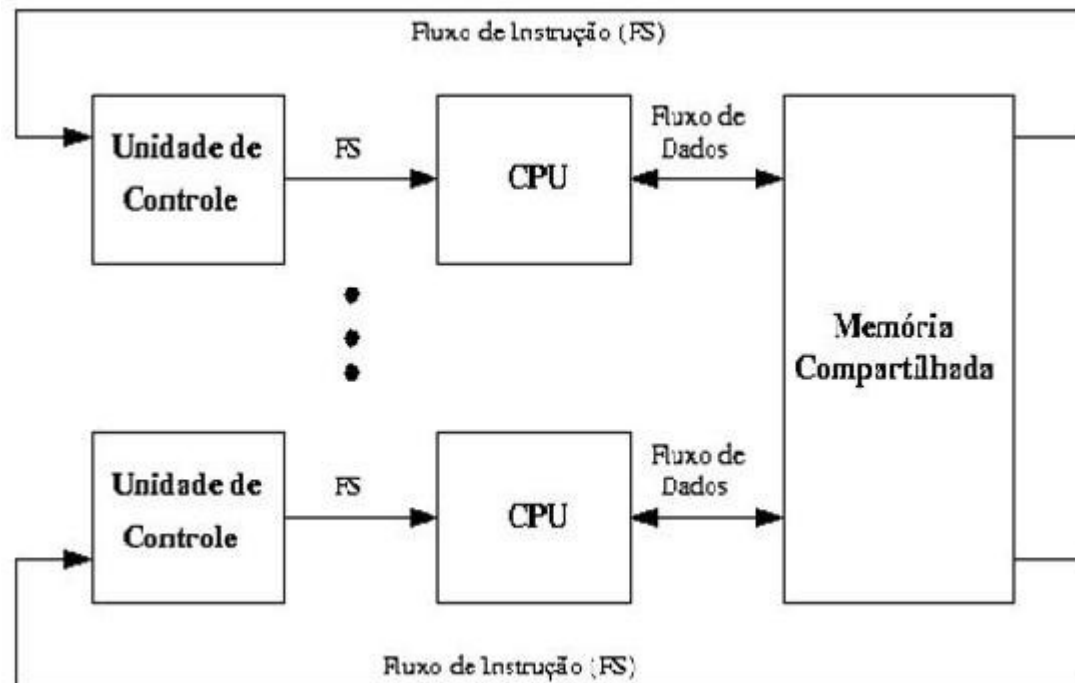 Fluxo de Instrução (FS)
Unidade de
Controle
FS
CPU
Fluxo de
Dados
Memória
Compartilhada
Unidade de
Controle
FS
CPU
Fluxo de
Dados
Fluxo de Instrução (FS)